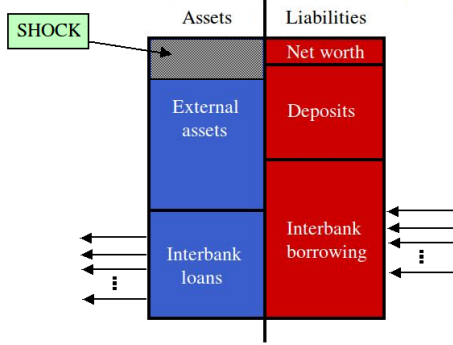 Assets
Liabilities
SHOCK
Net worth
External
assets
Deposits
Interbank
loans
Interbank
borrowing